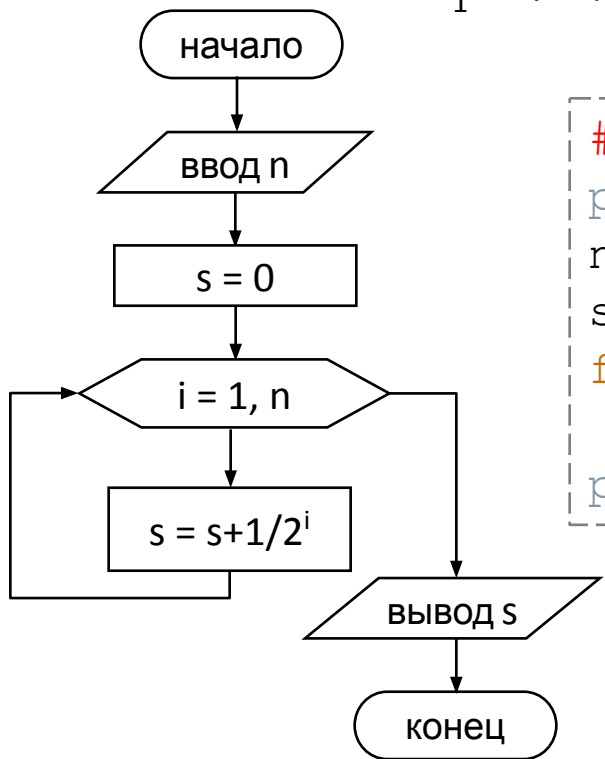 начало
ввод n
s = 0
i = 1, n
s = s+1/2ⁱ
вывод s
конец
#
p
n
s
f
p